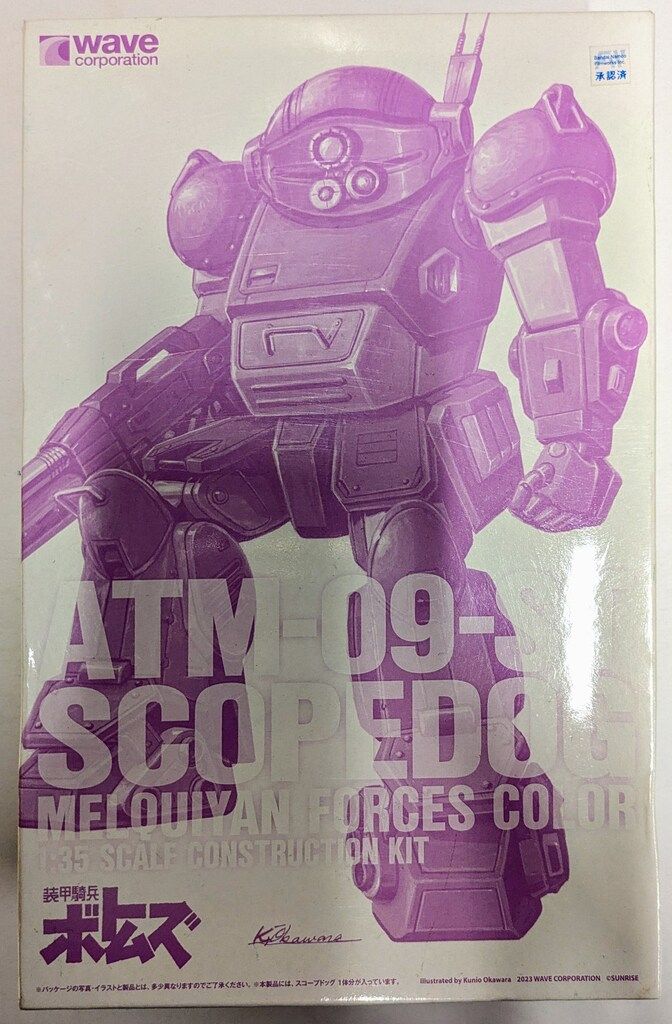 wave
corporation
Bandai Namco
Filmworks Inc.
承認済
ATM-09-ST
SCOPEDOG
MELQUIYAN FORCES COLOR
1:35 SCALE CONSTRUCTION KIT
装甲騎兵
ボトムズ
K.Okawara
※パッケージの写真・イラストと製品とは、多少異なりますのでご了承ください。※本製品には、スコープドッグ 1体分が入っています。
Illustrated by Kunio Okawara 2023 WAVE CORPORATION ©SUNRISE